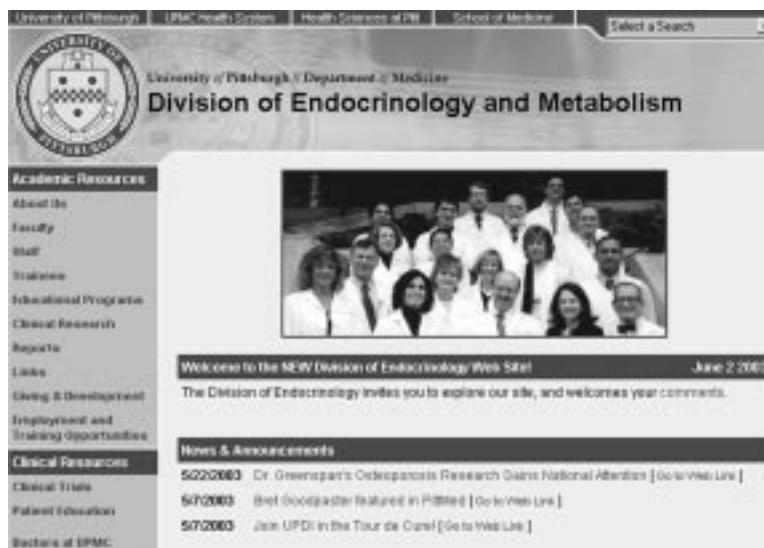 University of Pittsburgh UPMC Health System Health Sciences at Pitt School of Medicine Select a Search
University of Pittsburgh // Department of Medicine
Division of Endocrinology and Metabolism
UNIVERSITY OF
PITTSBURGH
Academic Resources
About Us
Faculty
Staff
Trainees
Educational Programs
Clinical Research
Reports
Links
Giving & Development
Employment and
Training Opportunities
Clinical Resources
Clinical Trials
Patient Education
Doctors at UPMC
Welcome to the NEW Division of Endocrinology Web Site! June 2 2003
The Division of Endocrinology invites you to explore our site, and welcomes your comments.
News & Announcements
5/22/2003 Dr. Greenspan's Osteoporosis Research Gains National Attention [ Go to Web Link ]
5/7/2003 Bret Goodpaster featured in PittMed [ Go to Web Link ]
5/7/2003 Join UPDI in the Tour de Cure! [ Go to Web Link ]